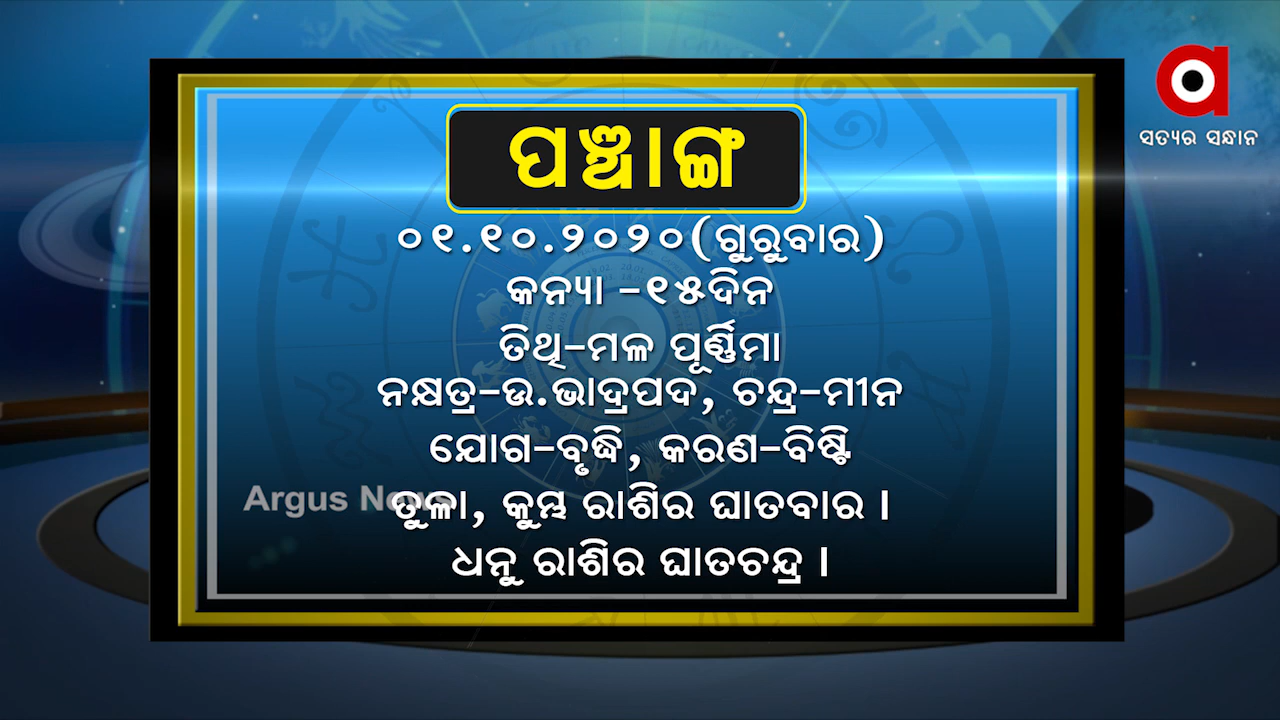 ପଞ୍ଚାଙ୍ଗ
ସତ୍ୟର ସନ୍ଧାନ
୦୧.୧୦.୨୦୨୦(ଗୁରୁବାର)
କନ୍ୟା -୧୫ଦିନ
ତିଥି-ମଳ ପୂର୍ଣ୍ଣିମା
ନକ୍ଷତ୍ର-ଉ.ଭାଦ୍ରପଦ, ଚନ୍ଦ୍ର-ମୀନ
ଯୋଗ-ବୃଦ୍ଧି, କରଣ-ବିଷ୍ଟି
Argus News
ତୁଳା, କୁମ୍ଭ ରାଶିର ଘାତବାର ।
ଧନୁ ରାଶିର ଘାତଚନ୍ଦ୍ର ।